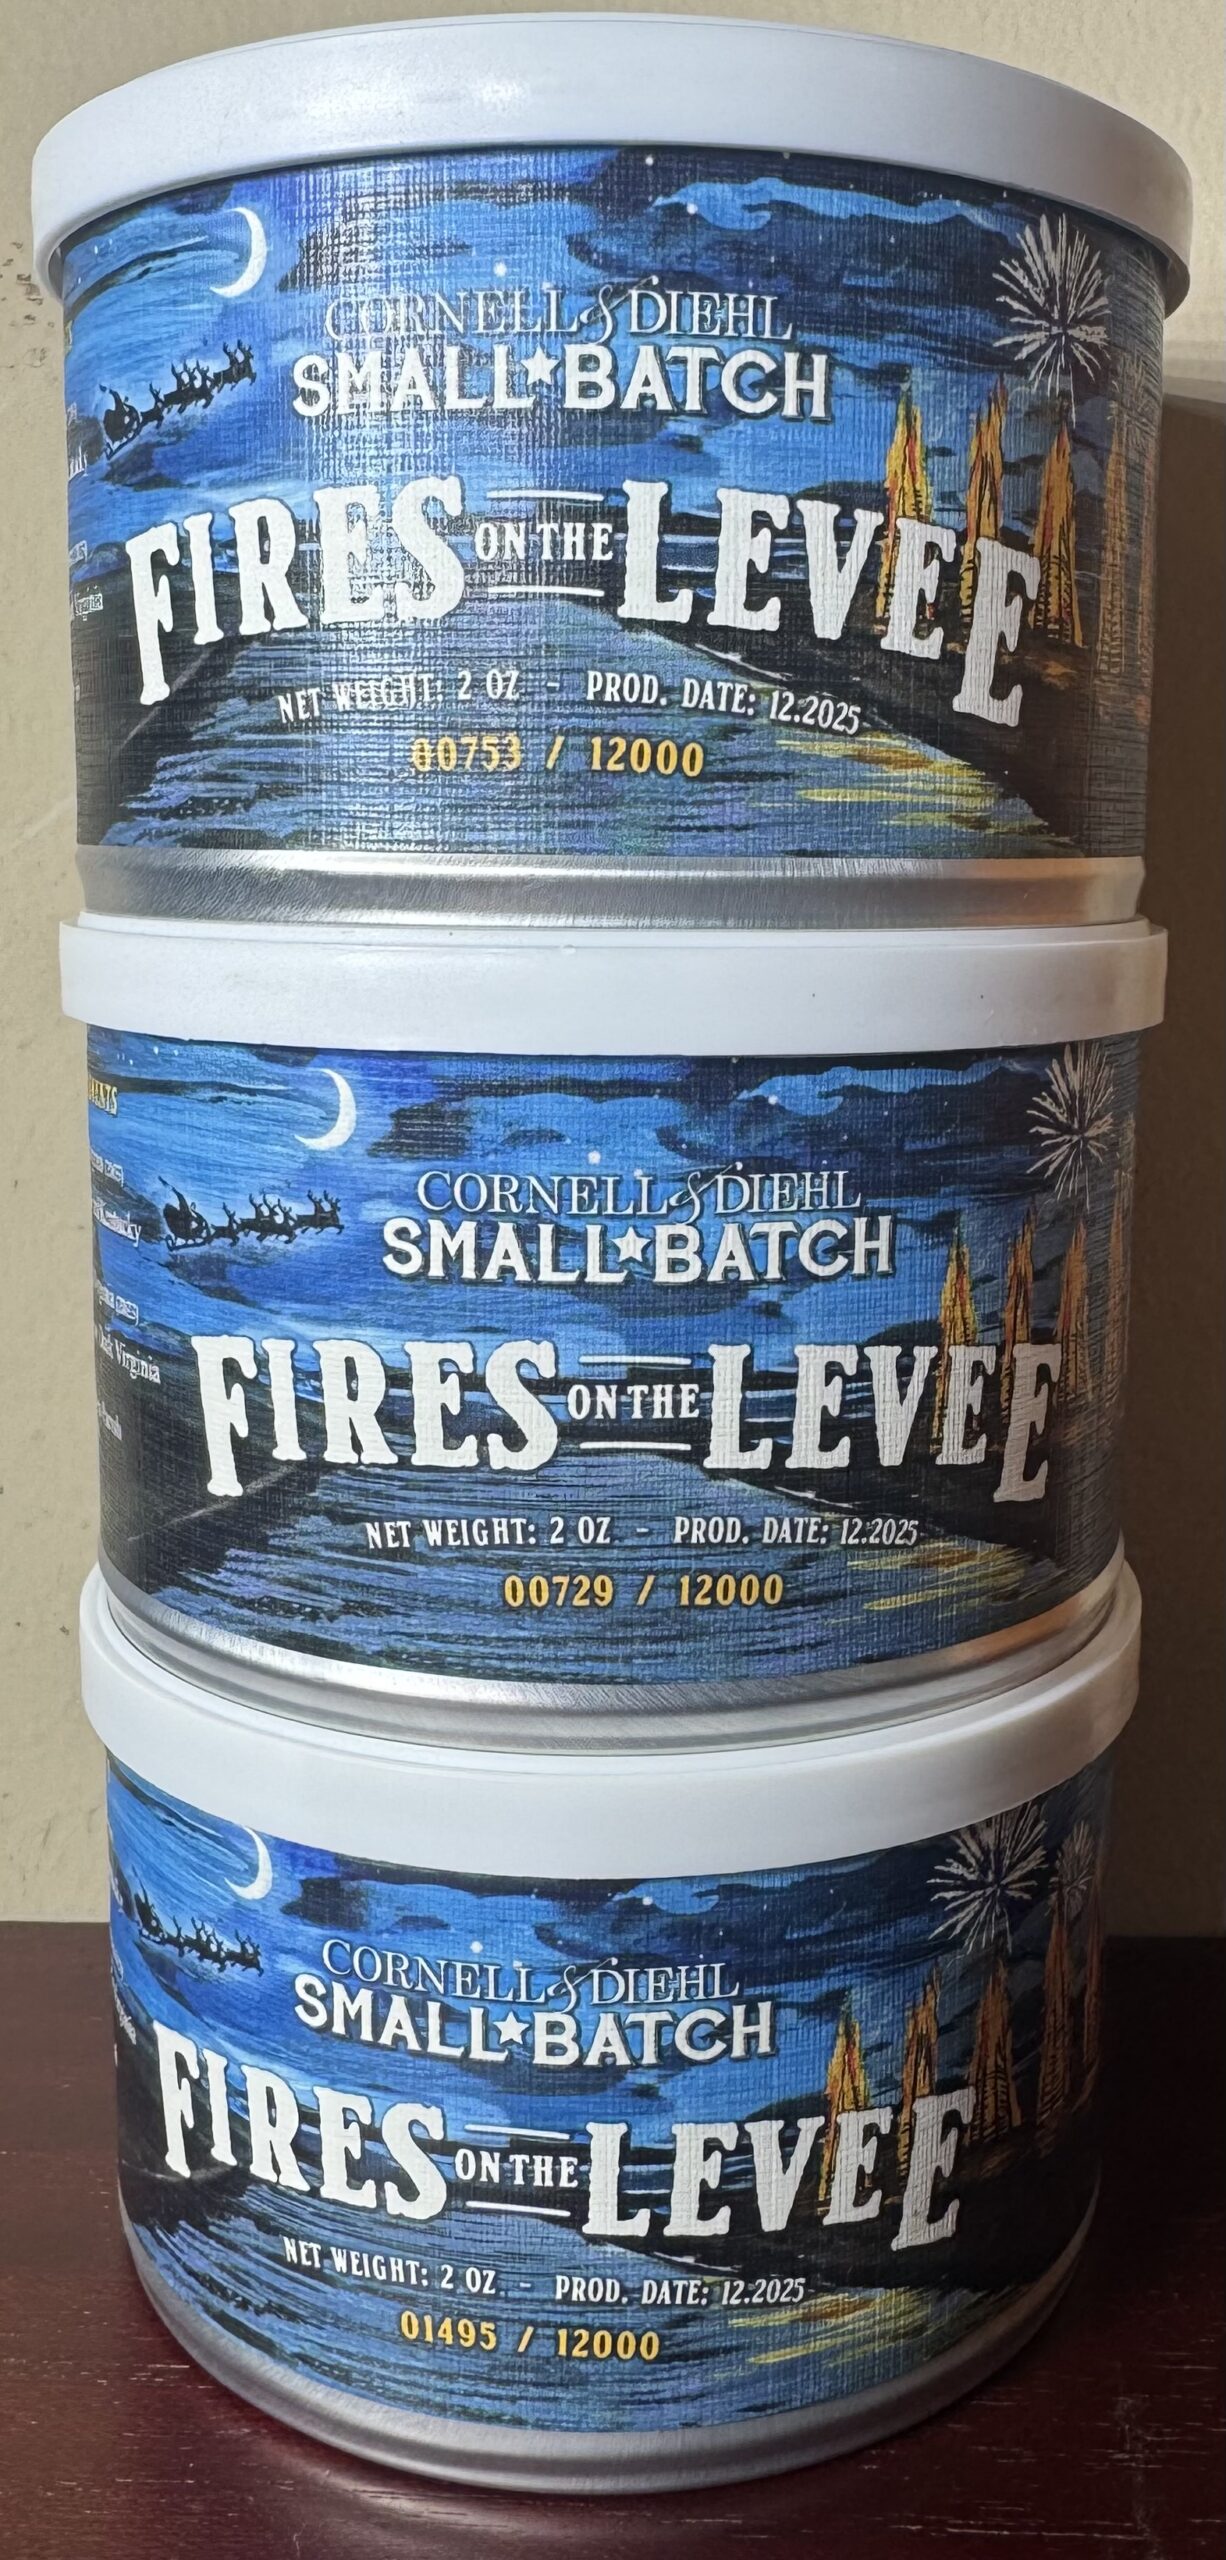 CORNELL & DIEHL
SMALL★BATCH
FIRES ON THE LEVEE
NET WEIGHT: 2 OZ - PROD. DATE: 12.2025
00753 / 12000
CORNELL & DIEHL
SMALL★BATCH
FIRES ON THE LEVEE
NET WEIGHT: 2 OZ - PROD. DATE: 12.2025
00729 / 12000
Virginia
CORNELL & DIEHL
SMALL★BATCH
FIRES ON THE LEVEE
NET WEIGHT: 2 OZ - PROD. DATE: 12.2025
01495 / 12000